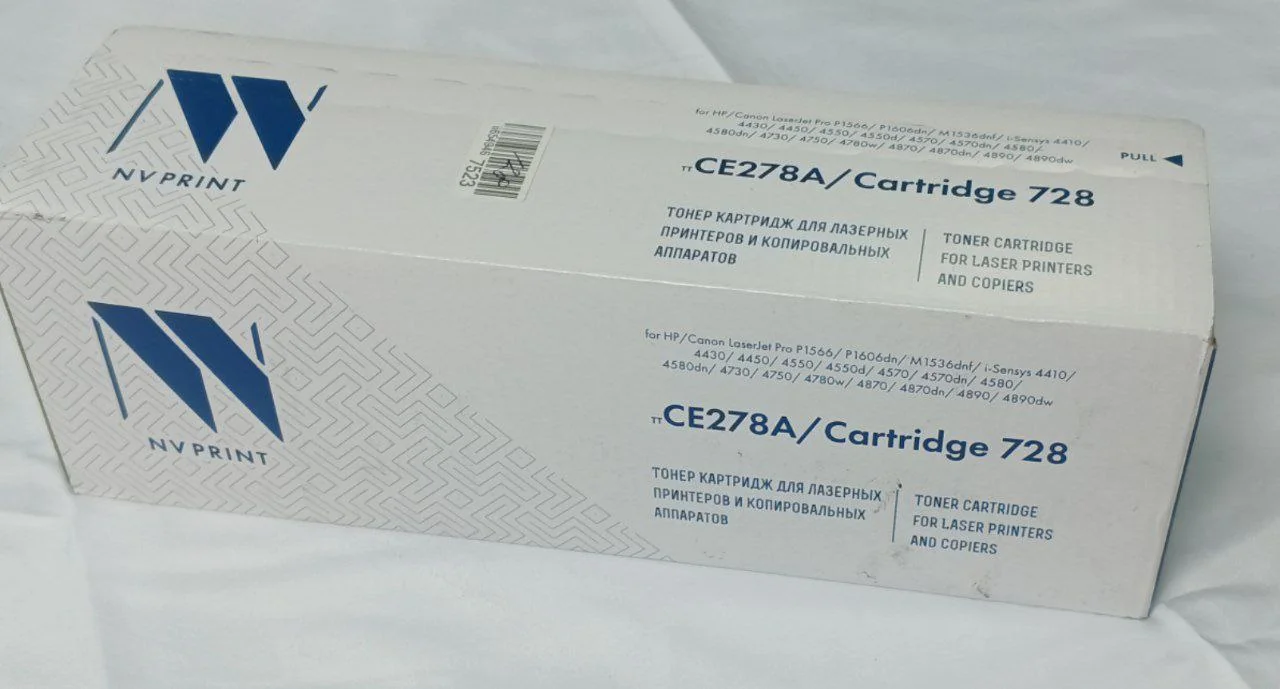 NV PRINT
7523
for HP/Canon LaserJet Pro P1566/ P1606dn/ M1536dnf/ i-Sensys 4410/
4430/ 4450/ 4550/ 4550d/ 4570/ 4570dn/ 4580/
4580dn/ 4730/ 4750/ 4780w/ 4870/ 4870dn/ 4890/ 4890dw
PULL
TT CE278A/Cartridge 728
ТОНЕР КАРТРИДЖ ДЛЯ ЛАЗЕРНЫХ
ПРИНТЕРОВ И КОПИРОВАЛЬНЫХ
АППАРАТОВ
TONER CARTRIDGE
FOR LASER PRINTERS
AND COPIERS
NV PRINT
for HP/Canon LaserJet Pro P1566/ P1606dn/ M1536dnf/ i-Sensys 4410/
4430/ 4450/ 4550/ 4550d/ 4570/ 4570dn/ 4580/
4580dn/ 4730/ 4750/ 4780w/ 4870/ 4870dn/ 4890/ 4890dw
TT CE278A/Cartridge 728
ТОНЕР КАРТРИДЖ ДЛЯ ЛАЗЕРНЫХ
ПРИНТЕРОВ И КОПИРОВАЛЬНЫХ
АППАРАТОВ
TONER CARTRIDGE
FOR LASER PRINTERS
AND COPIERS